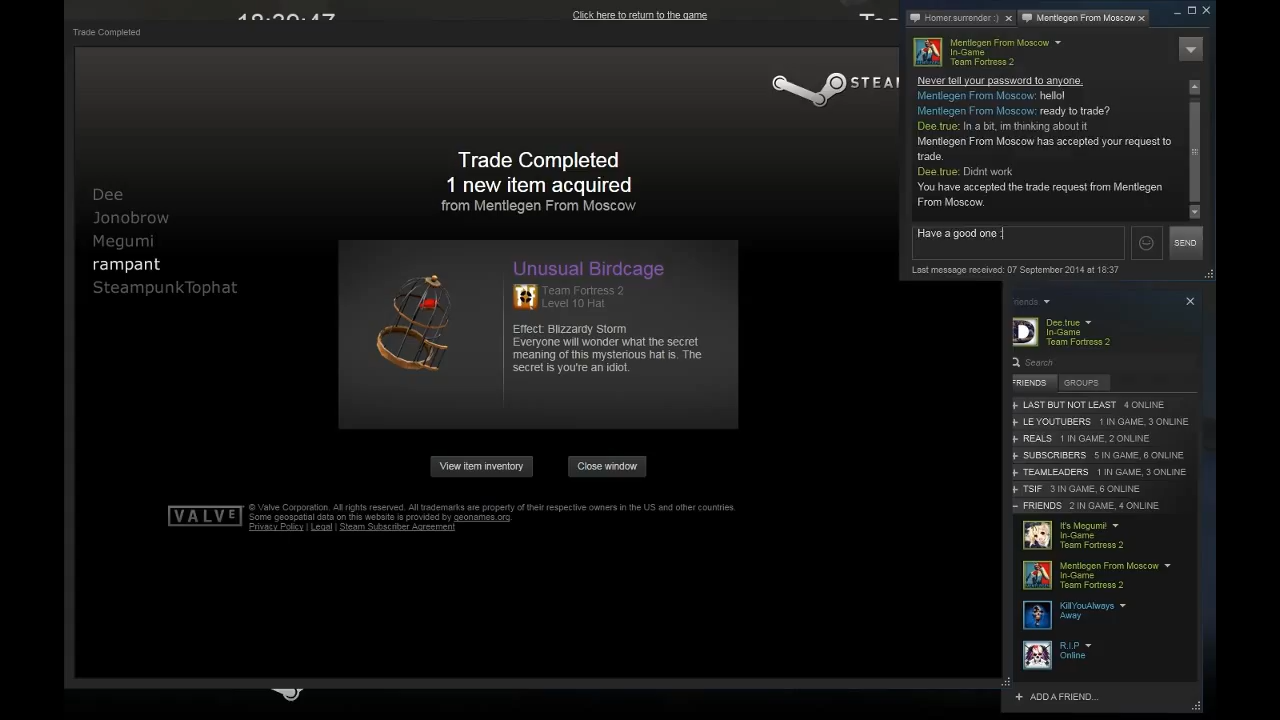 18:39:47
Click here to return to the game
Trade Completed
STEAM
Dee
Jonobrow
Megumi
rampant
SteampunkTophat
Trade Completed
1 new item acquired
from Mentlegen From Moscow
Unusual Birdcage
Team Fortress 2
Level 10 Hat
Effect: Blizzardy Storm
Everyone will wonder what the secret
meaning of this mysterious hat is. The
secret is you're an idiot.
View item inventory
Close window
VALVE
© Valve Corporation. All rights reserved. All trademarks are property of their respective owners in the US and other countries.
Some geospatial data on this website is provided by geonames.org.
Privacy Policy | Legal | Steam Subscriber Agreement
Homer.surrender :)
Mentlegen From Moscow
Mentlegen From Moscow
In-Game
Team Fortress 2
Never tell your password to anyone.
Mentlegen From Moscow: hello!
Mentlegen From Moscow: ready to trade?
Dee.true: In a bit, im thinking about it
Mentlegen From Moscow has accepted your request to
trade.
Dee.true: Didnt work
You have accepted the trade request from Mentlegen
From Moscow.
Have a good one :
SEND
Last message received: 07 September 2014 at 18:37
riends
Dee.true
In-Game
Team Fortress 2
Search
FRIENDS
GROUPS
LAST BUT NOT LEAST 4 ONLINE
LE YOUTUBERS 1 IN GAME, 3 ONLINE
REALS 1 IN GAME, 2 ONLINE
SUBSCRIBERS 5 IN GAME, 6 ONLINE
TEAMLEADERS 1 IN GAME, 3 ONLINE
TSIF 3 IN GAME, 6 ONLINE
FRIENDS 2 IN GAME, 4 ONLINE
It's Megumi!
In-Game
Team Fortress 2
Mentlegen From Moscow
In-Game
Team Fortress 2
KillYouAlways
Away
R.I.P
Online
+ ADD A FRIEND...